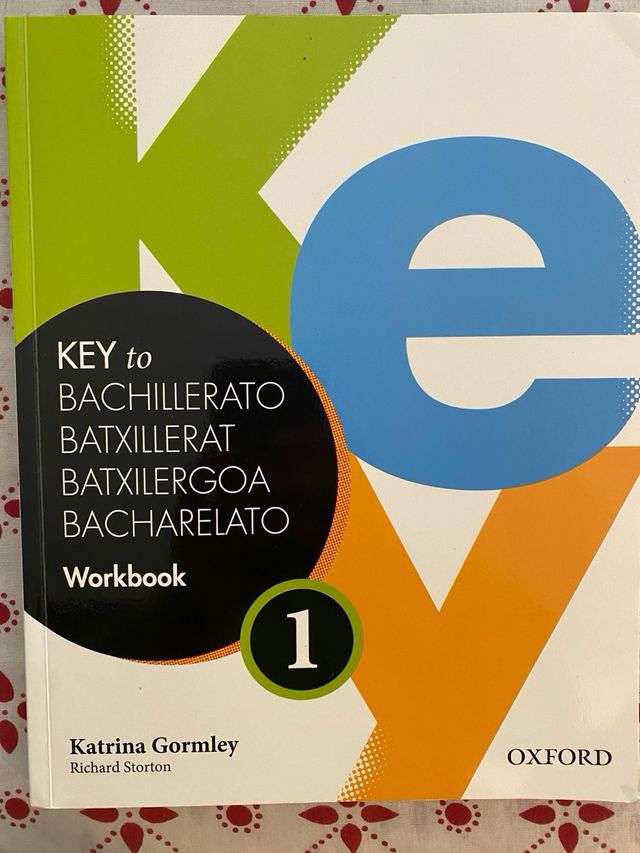 Key
KEY to
BACHILLERATO
BATXILLERAT
BATXILERGOA
BACHARELATO
Workbook
1
Katrina Gormley
Richard Storton
OXFORD